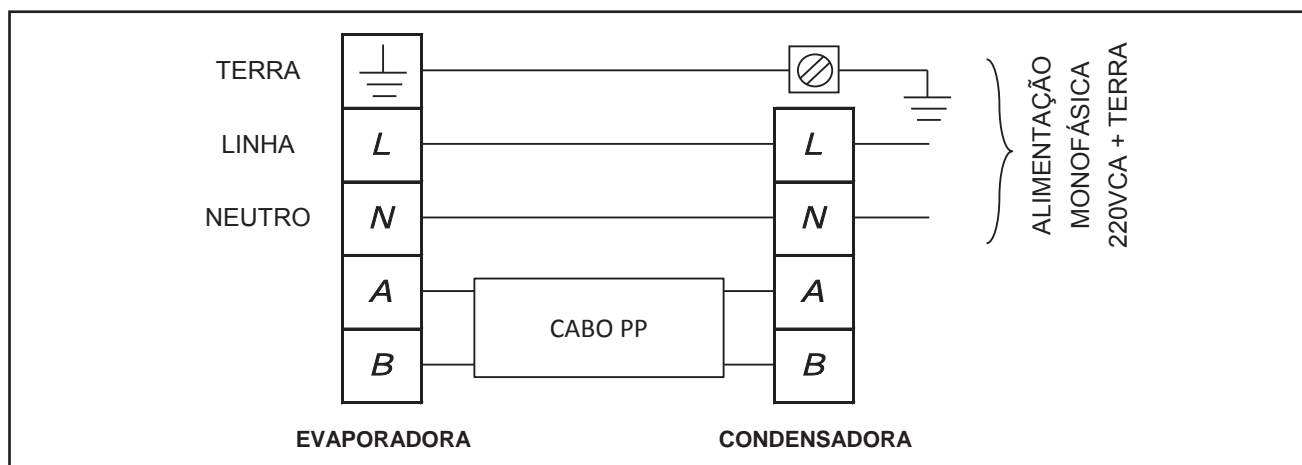 TERRA
LINHA L L
NEUTRO N N
A A
B B
CABO PP
EVAPORADORA CONDENSADORA
ALIMENTAÇÃO
MONOFÁSICA
220VCA + TERRA